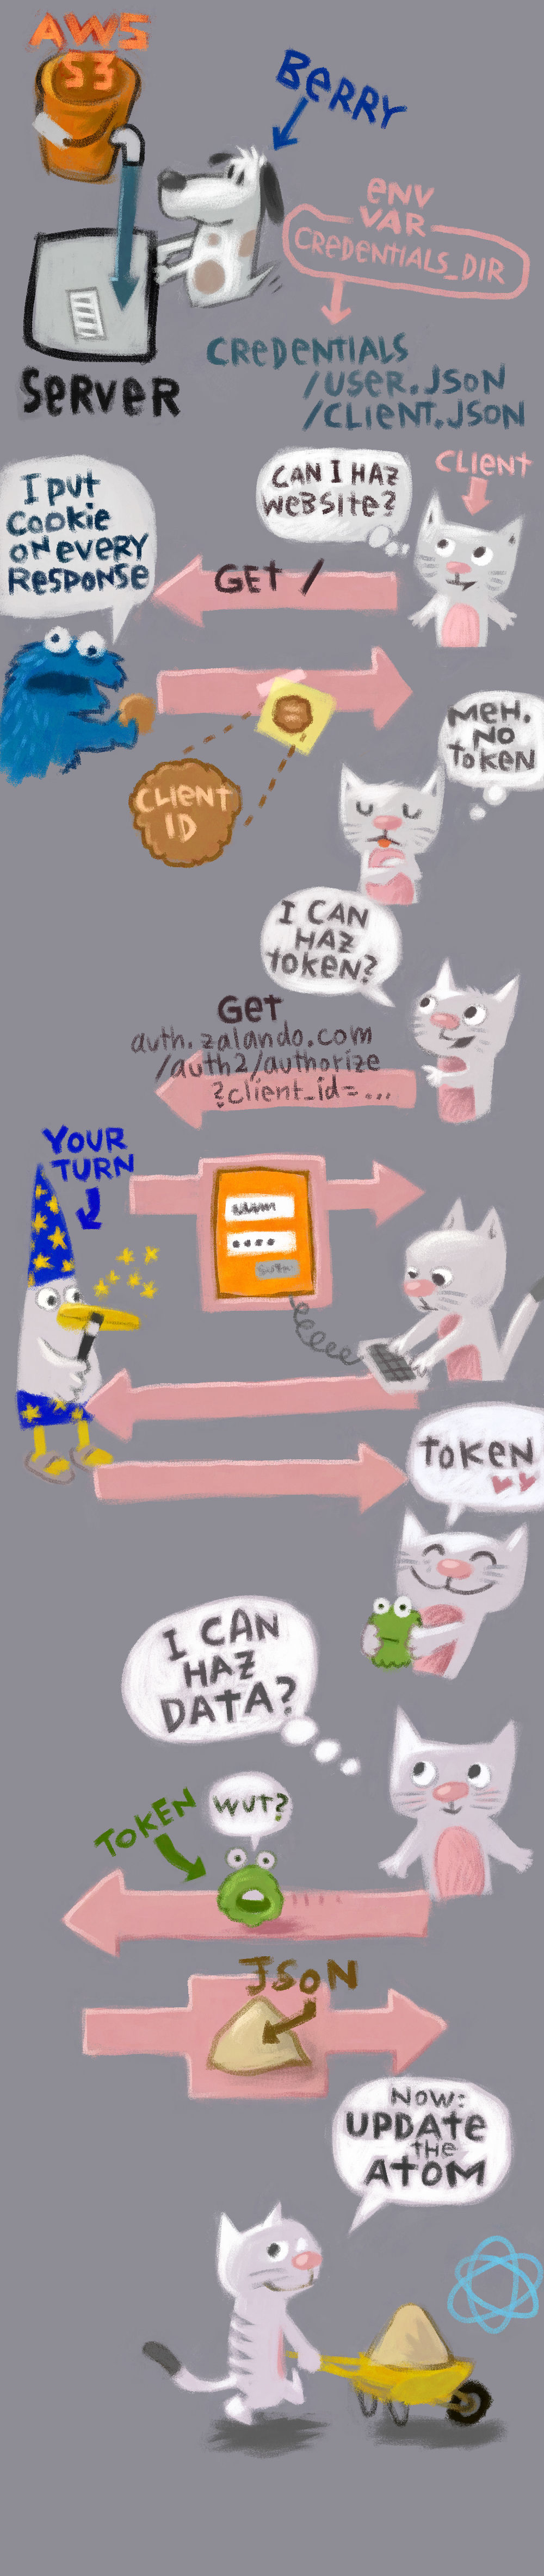 AWS
S3
BERRY
ENV
VAR
CREDENTIALS_DIR
CREDENTIALS
/USER.JSON
/CLIENT.JSON
SERVER
CLIENT
CAN I HAZ
WEBSITE?
I PUT
COOKIE
ON EVERY
RESPONSE
GET /
CLIENT
ID
MEH.
NO
TOKEN
I CAN
HAZ
TOKEN?
GET
auth.zalando.com
/auth2/authorize
?client_id=...
YOUR
TURN
TOKEN
I CAN
HAZ
DATA?
TOKEN
WUT?
JSON
NOW:
UPDATE
THE
ATOM